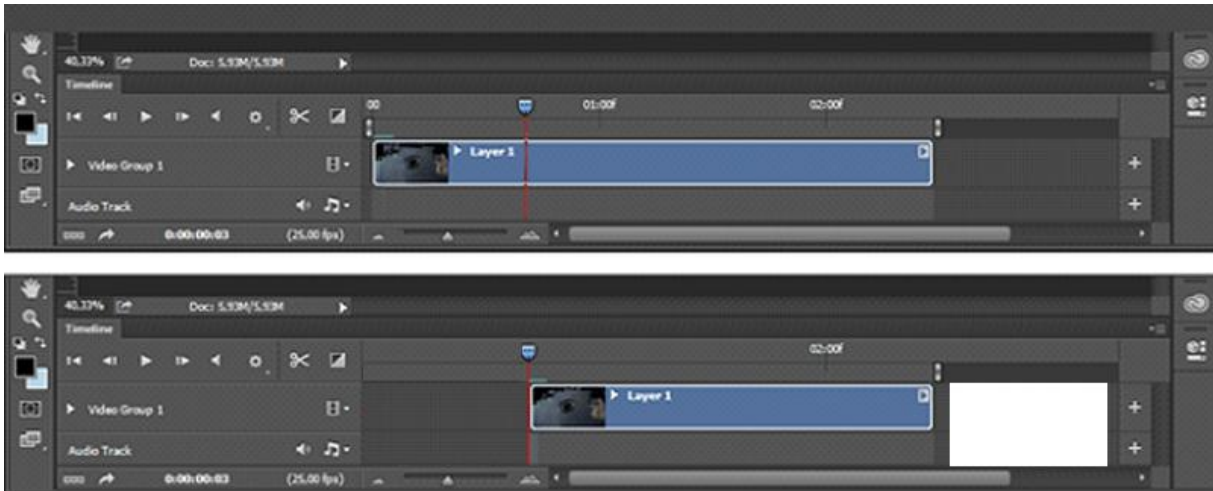 40.33% Doc: 5.93M/5.93M
Timeline
00 01:00f 02:00f
Layer 1
Video Group 1
Audio Track
0:00:00:03 (25.00 fps)
40.33% Doc: 5.93M/5.93M
Timeline
02:00f
Layer 1
Video Group 1
Audio Track
0:00:00:03 (25.00 fps)